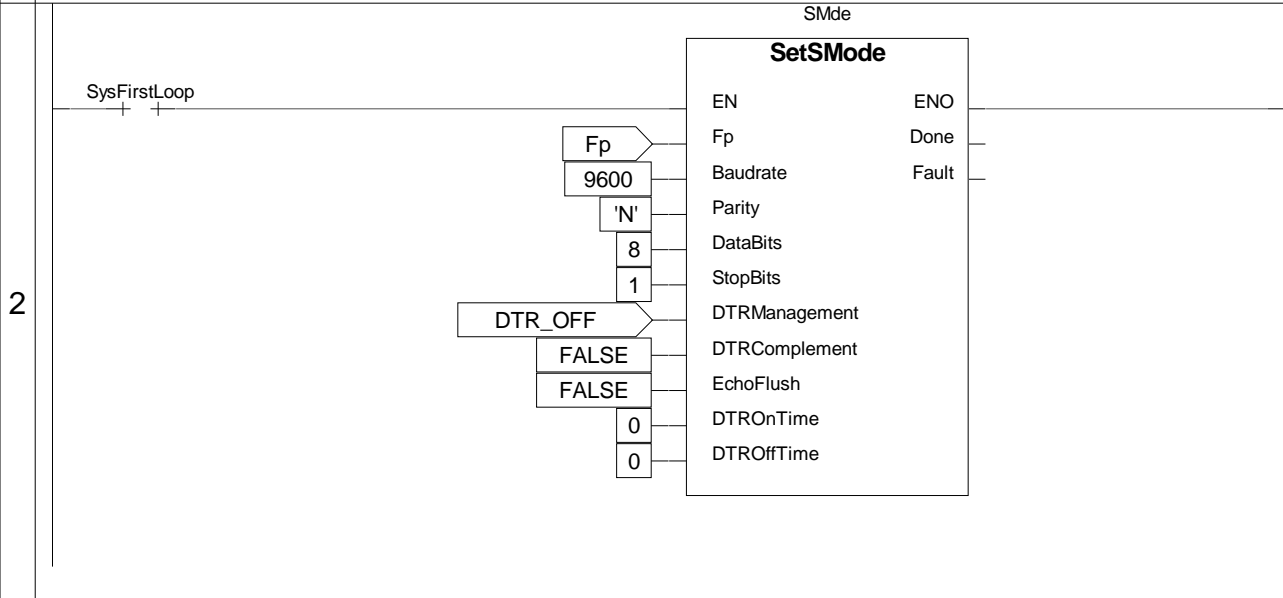 SMde
SetSMode
SysFirstLoop
EN ENO
Fp Fp Done
9600 Baudrate Fault
'N' Parity
8 DataBits
1 StopBits
2
DTR_OFF DTRManagement
FALSE DTRComplement
FALSE EchoFlush
0 DTROnTime
0 DTROffTime